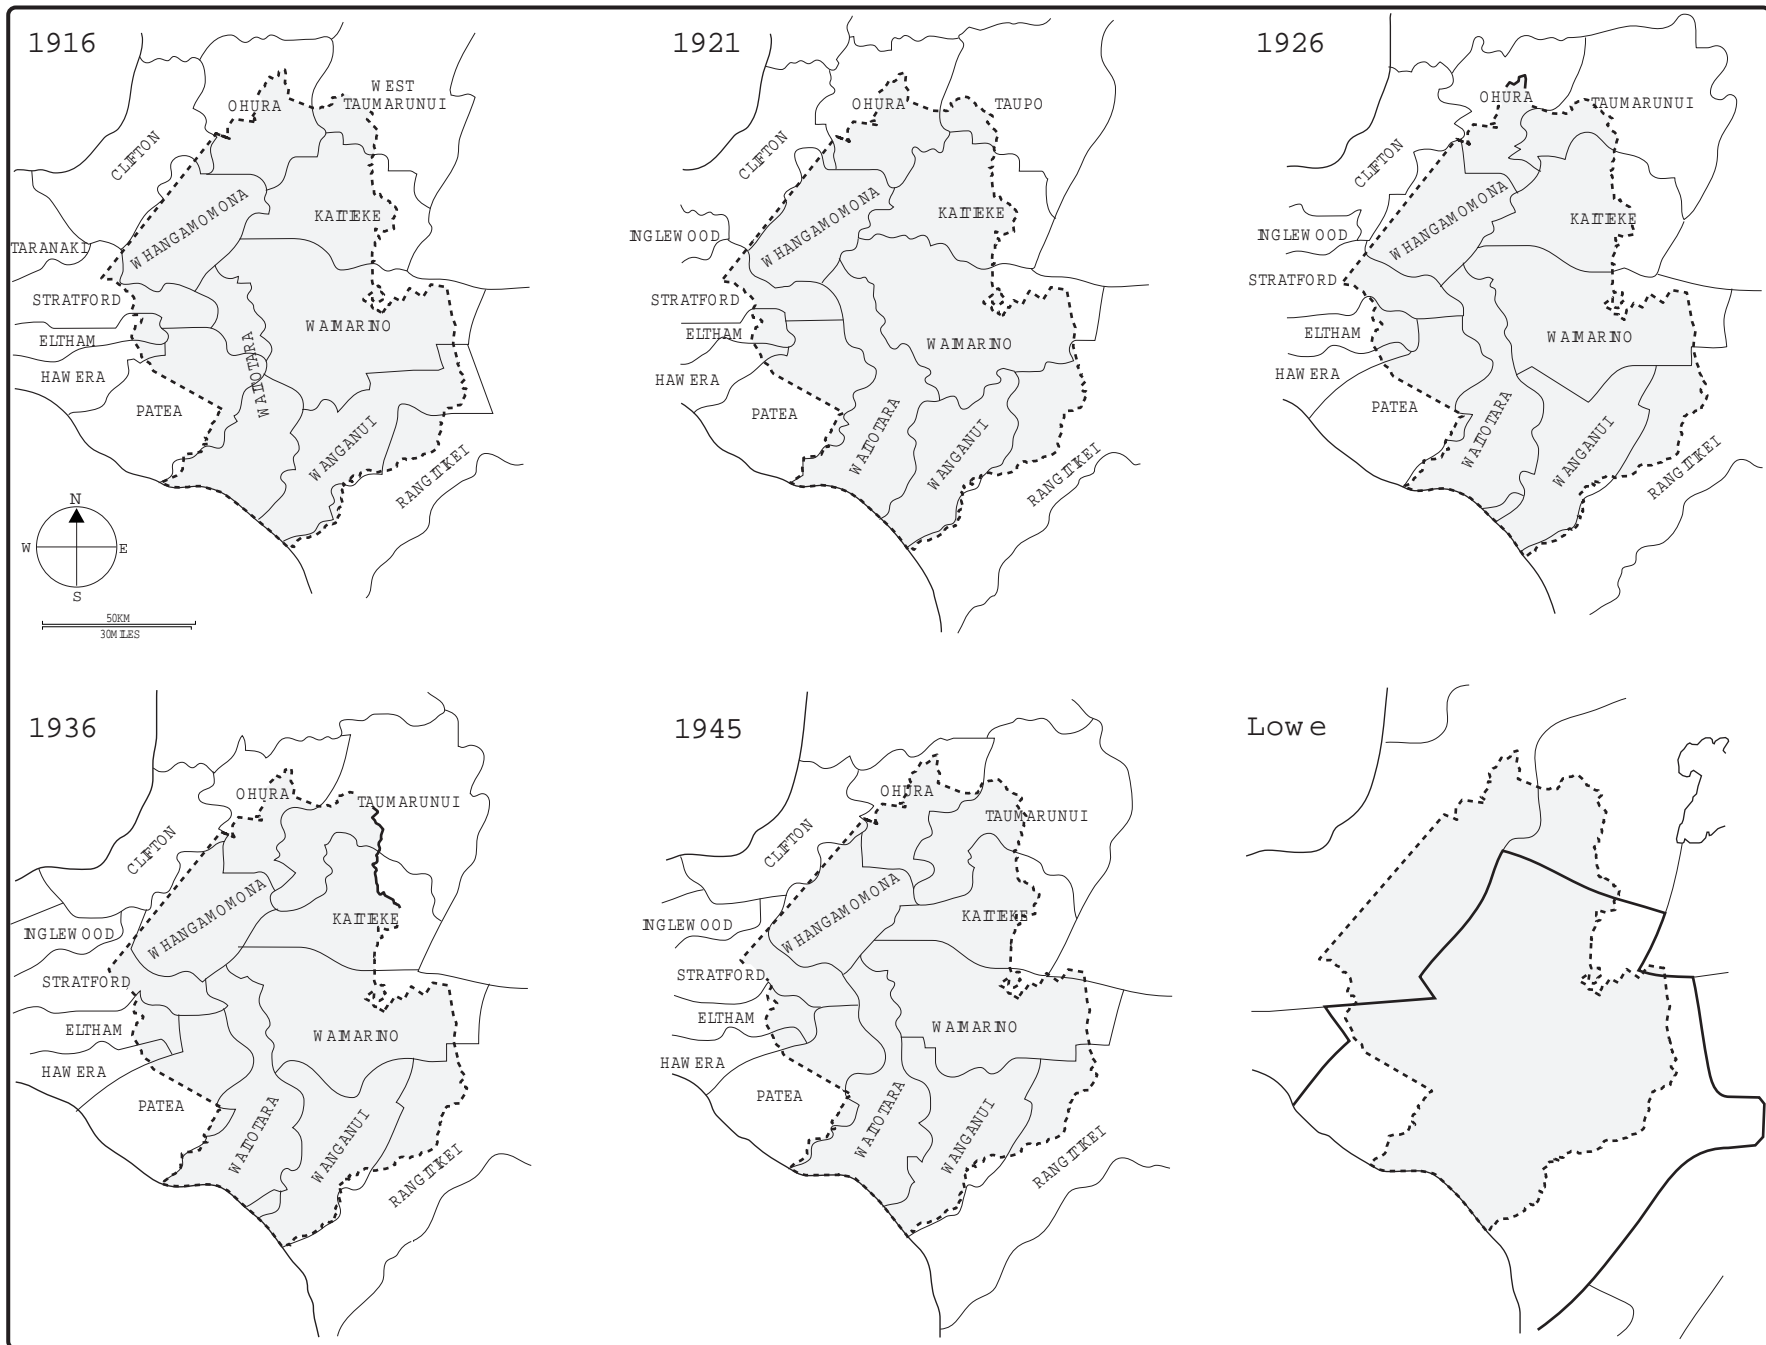 1916
WEST
TAUMARUNUI
OHURA
CLIFTON
WHANGAMOMONA
KAITIEKE
TARANAKI
STRATFORD
WAIMARINO
ELTHAM
WAITOTARA
HAWERA
PATEA
WANGANUI
RANGITIKEI
N
W E
S
50KM
30MILES
1921
OHURA
TAUPO
CLIFTON
WHANGAMOMONA
KAITIEKE
INGLEWOOD
STRATFORD
ELTHAM
WAIMARINO
HAWERA
PATEA
WAITOTARA
WANGANUI
RANGITIKEI
1926
OHURA
TAUMARUNUI
CLIFTON
WHANGAMOMONA
KAITIEKE
INGLEWOOD
STRATFORD
ELTHAM
WAIMARINO
HAWERA
PATEA
WAITOTARA
WANGANUI
RANGITIKEI
1936
OHURA
TAUMARUNUI
CLIFTON
WHANGAMOMONA
KAITIEKE
INGLEWOOD
STRATFORD
ELTHAM
WAIMARINO
HAWERA
PATEA
WAITOTARA
WANGANUI
RANGITIKEI
1945
OHURA
TAUMARUNUI
CLIFTON
WHANGAMOMONA
KAITIEKE
INGLEWOOD
STRATFORD
ELTHAM
WAIMARINO
HAWERA
PATEA
WAITOTARA
WANGANUI
RANGITIKEI
Lowe